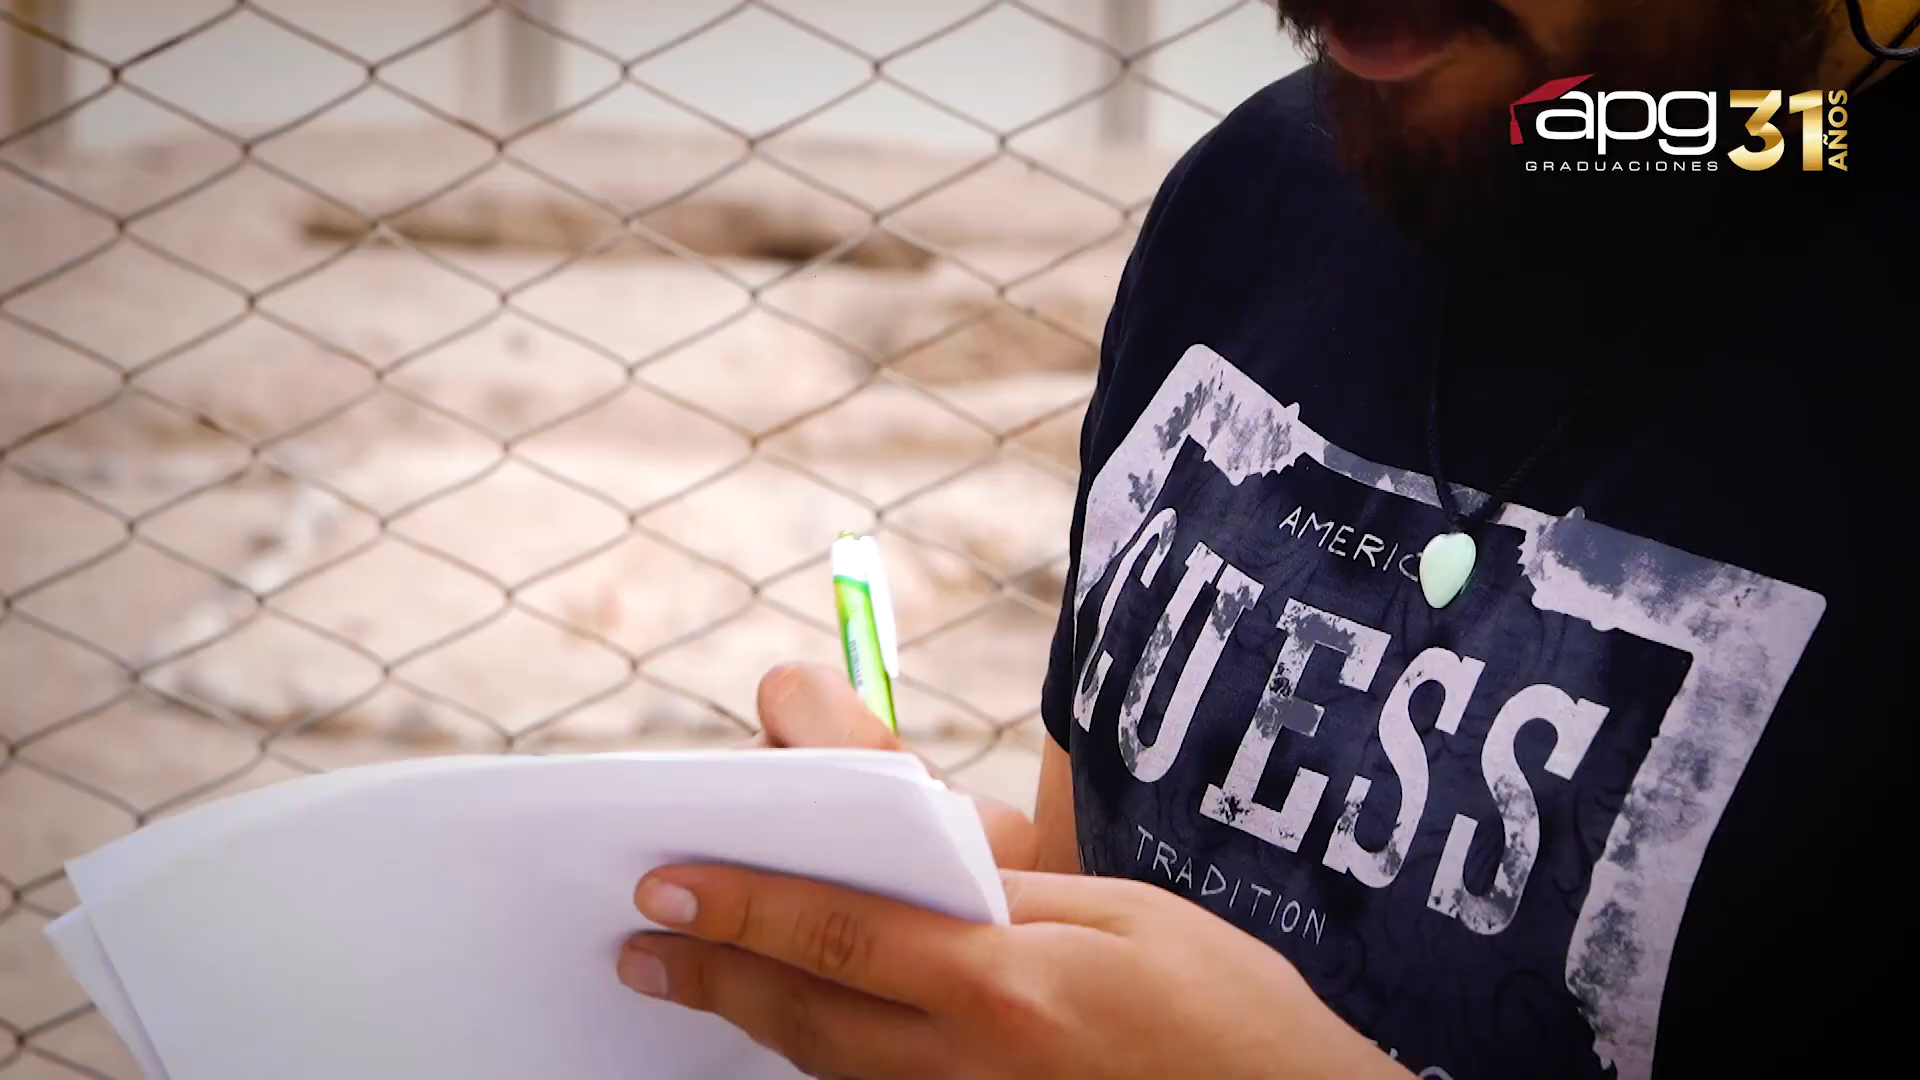 apg 31 AÑOS
GRADUACIONES
AMERIC
GUESS
TRADITION